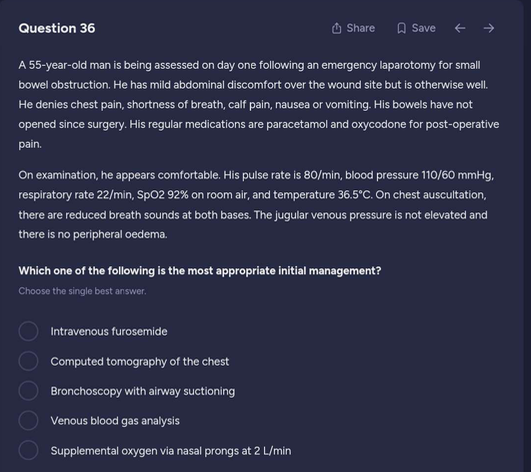 Question 36
Share
Save
A 55-year-old man is being assessed on day one following an emergency laparotomy for small
bowel obstruction. He has mild abdominal discomfort over the wound site but is otherwise well.
He denies chest pain, shortness of breath, calf pain, nausea or vomiting. His bowels have not
opened since surgery. His regular medications are paracetamol and oxycodone for post-operative
pain.
On examination, he appears comfortable. His pulse rate is 80/min, blood pressure 110/60 mmHg,
respiratory rate 22/min, SpO2 92% on room air, and temperature 36.5°C. On chest auscultation,
there are reduced breath sounds at both bases. The jugular venous pressure is not elevated and
there is no peripheral oedema.
Which one of the following is the most appropriate initial management?
Choose the single best answer.
Intravenous furosemide
Computed tomography of the chest
Bronchoscopy with airway suctioning
Venous blood gas analysis
Supplemental oxygen via nasal prongs at 2 L/min